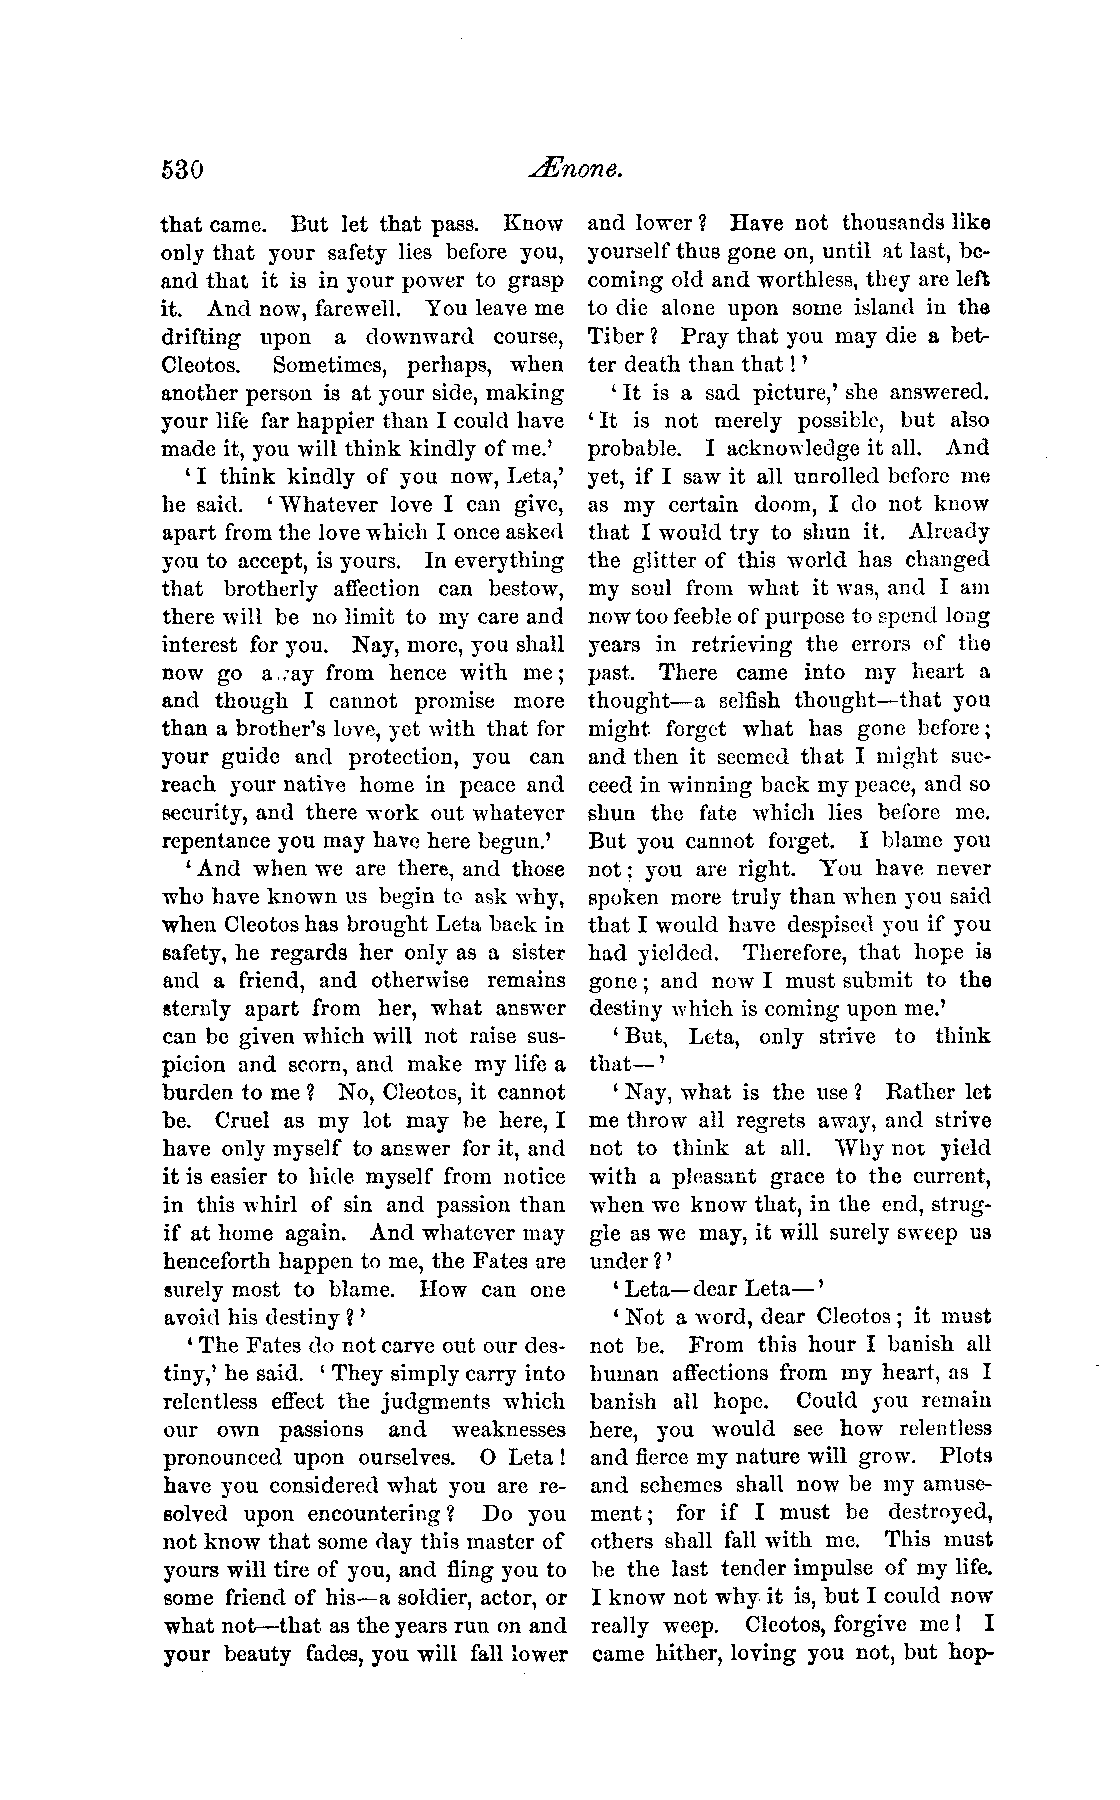 530
Ænone.
that came. But let that pass. Know
only that your safety lies before you,
and that it is in your power to grasp
it. And now, farewell. You leave me
drifting upon a downward course,
Cleotos. Sometimes, perhaps, when
another person is at your side, making
your life far happier than I could have
made it, you will think kindly of me.'
'I think kindly of you now, Leta,'
he said. 'Whatever love I can give,
apart from the love which I once asked
you to accept, is yours. In everything
that brotherly affection can bestow,
there will be no limit to my care and
interest for you. Nay, more, you shall
now go away from hence with me;
and though I cannot promise more
than a brother's love, yet with that for
your guide and protection, you can
reach your native home in peace and
security, and there work out whatever
repentance you may have here begun.'
'And when we are there, and those
who have known us begin to ask why,
when Cleotos has brought Leta back in
safety, he regards her only as a sister
and a friend, and otherwise remains
sternly apart from her, what answer
can be given which will not raise sus-
picion and scorn, and make my life a
burden to me? No, Cleotos, it cannot
be. Cruel as my lot may be here, I
have only myself to answer for it, and
it is easier to hide myself from notice
in this whirl of sin and passion than
if at home again. And whatever may
henceforth happen to me, the Fates are
surely most to blame. How can one
avoid his destiny?'
'The Fates do not carve out our des-
tiny,' he said. 'They simply carry into
relentless effect the judgments which
our own passions and weaknesses
pronounced upon ourselves. O Leta!
have you considered what you are re-
solved upon encountering? Do you
not know that some day this master of
yours will tire of you, and fling you to
some friend of his—a soldier, actor, or
what not—that as the years run on and
your beauty fades, you will fall lower
and lower? Have not thousands like
yourself thus gone on, until at last, be-
coming old and worthless, they are left
to die alone upon some island in the
Tiber? Pray that you may die a bet-
ter death than that!'
'It is a sad picture,' she answered.
'It is not merely possible, but also
probable. I acknowledge it all. And
yet, if I saw it all unrolled before me
as my certain doom, I do not know
that I would try to shun it. Already
the glitter of this world has changed
my soul from what it was, and I am
now too feeble of purpose to spend long
years in retrieving the errors of the
past. There came into my heart a
thought—a selfish thought—that you
might forget what has gone before;
and then it seemed that I might suc-
ceed in winning back my peace, and so
shun the fate which lies before me.
But you cannot forget. I blame you
not; you are right. You have never
spoken more truly than when you said
that I would have despised you if you
had yielded. Therefore, that hope is
gone; and now I must submit to the
destiny which is coming upon me.'
'But, Leta, only strive to think
that—'
'Nay, what is the use? Rather let
me throw all regrets away, and strive
not to think at all. Why not yield
with a pleasant grace to the current,
when we know that, in the end, strug-
gle as we may, it will surely sweep us
under?'
'Leta—dear Leta—'
'Not a word, dear Cleotos; it must
not be. From this hour I banish all
human affections from my heart, as I
banish all hope. Could you remain
here, you would see how relentless
and fierce my nature will grow. Plots
and schemes shall now be my amuse-
ment; for if I must be destroyed,
others shall fall with me. This must
be the last tender impulse of my life.
I know not why it is, but I could now
really weep. Cleotos, forgive me! I
came hither, loving you not, but hop-